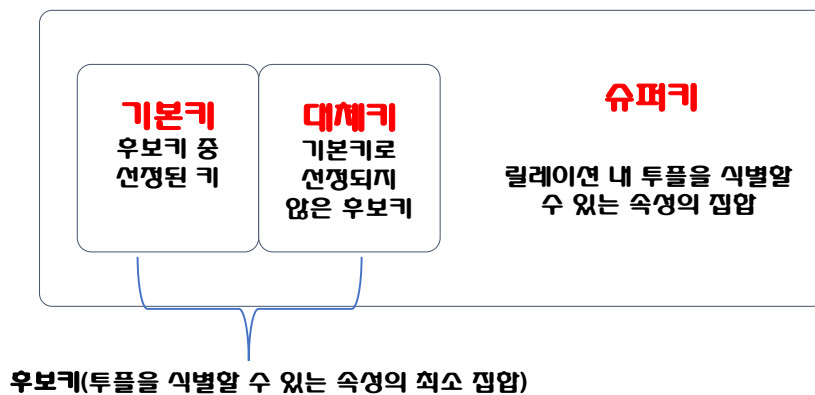 기본키
후보키 중
선정된 키
대체키
기본키로
선정되지
않은 후보키
슈퍼키
릴레이션 내 투플을 식별할
수 있는 속성의 집합
후보키(투플을 식별할 수 있는 속성의 최소 집합)